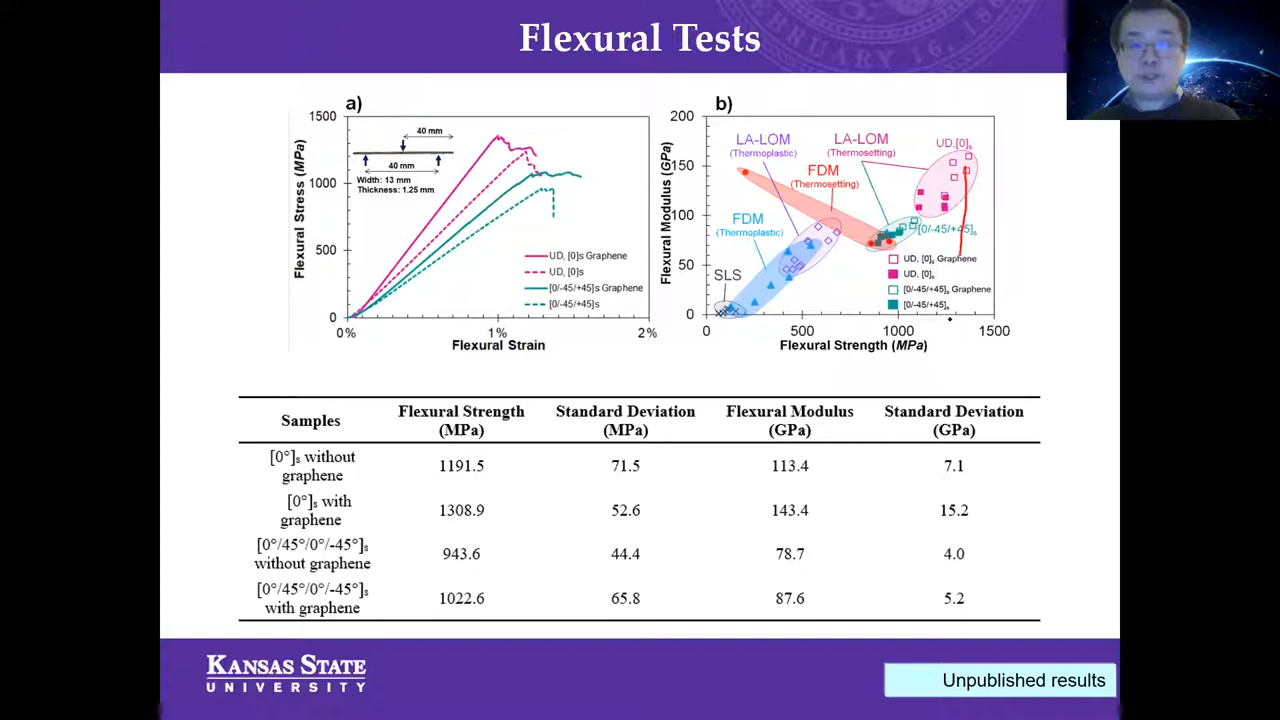 Flexural Tests
a)
1500
1000
500
0
0%
1%
2%
Flexural Stress (MPa)
Flexural Strain
40 mm
40 mm
Width: 13 mm
Thickness: 1.25 mm
UD, [0]s Graphene
UD, [0]s
[0/-45/+45]s Graphene
[0/-45/+45]s
b)
200
150
100
50
0
0
500
1000
1500
Flexural Modulus (GPa)
Flexural Strength (MPa)
LA-LOM
(Thermoplastic)
LA-LOM
(Thermosetting)
UD,[0]s
FDM
(Thermosetting)
FDM
(Thermoplastic)
SLS
[0/-45/+45]s
UD, [0]s Graphene
UD, [0]s
[0/-45/+45]s Graphene
[0/-45/+45]s
Samples Flexural Strength (MPa) Standard Deviation (MPa) Flexural Modulus (GPa) Standard Deviation (GPa)
[0°]s without graphene 1191.5 71.5 113.4 7.1
[0°]s with graphene 1308.9 52.6 143.4 15.2
[0°/45°/0°/-45°]s without graphene 943.6 44.4 78.7 4.0
[0°/45°/0°/-45°]s with graphene 1022.6 65.8 87.6 5.2
KANSAS STATE
UNIVERSITY
Unpublished results